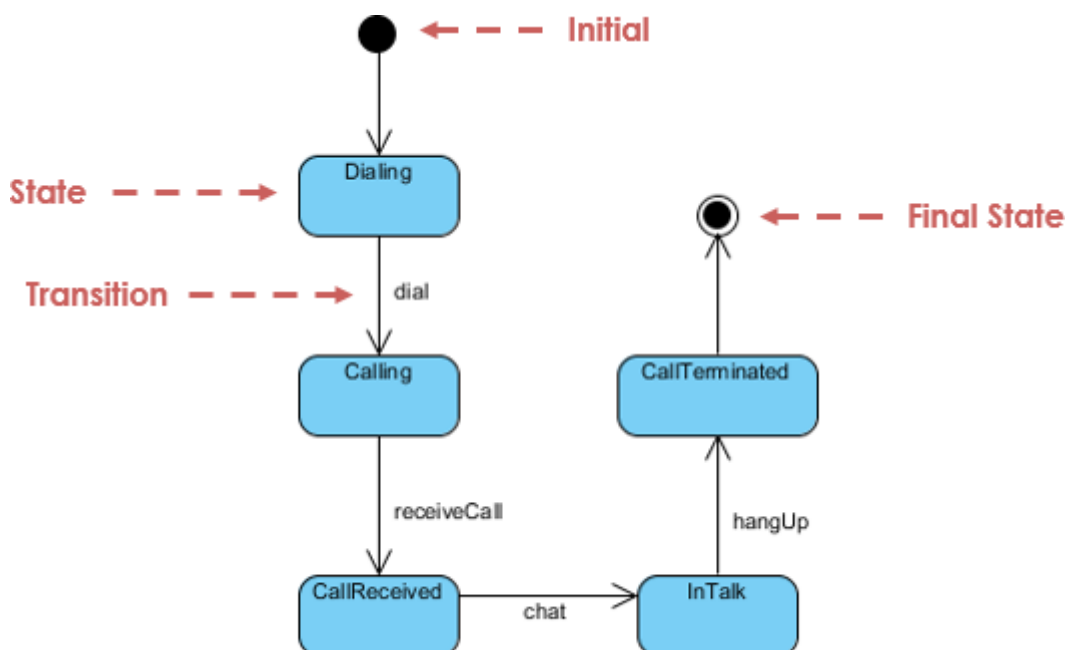 Initial
Dialing
State
Final State
Transition
dial
Calling
CallTerminated
receiveCall
hangUp
CallReceived
InTalk
chat